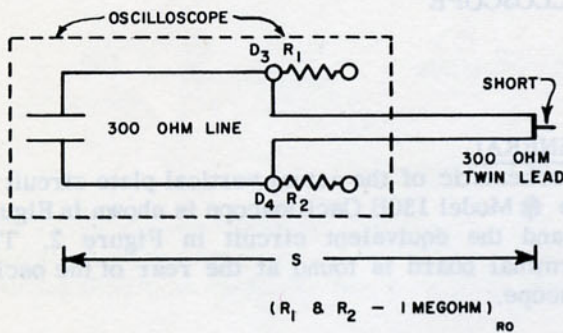 OSCILLOSCOPE
D3 R1
SHORT
300 OHM LINE
300 OHM
TWIN LEAD
D4 R2
S
(R1 & R2 - 1 MEGOHM)
RO